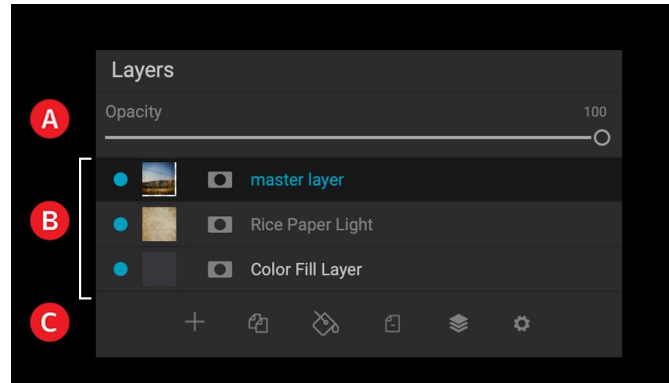 Layers
A
Opacity 100
master layer
B
Rice Paper Light
Color Fill Layer
C